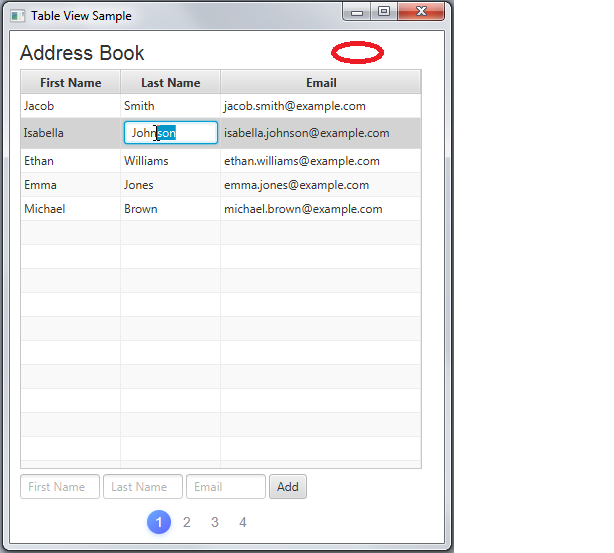 Table View Sample
Address Book
First Name Last Name Email
Jacob Smith jacob.smith@example.com
Isabella Johnson isabella.johnson@example.com
Ethan Williams ethan.williams@example.com
Emma Jones emma.jones@example.com
Michael Brown michael.brown@example.com
First Name Last Name Email Add
1 2 3 4